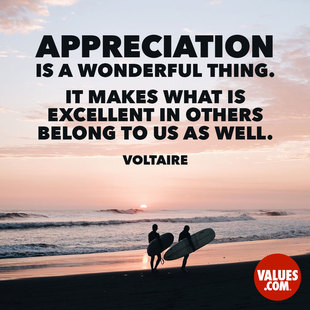 APPRECIATION
IS A WONDERFUL THING.
IT MAKES WHAT IS
EXCELLENT IN OTHERS
BELONG TO US AS WELL.
VOLTAIRE
VALUES
.COM